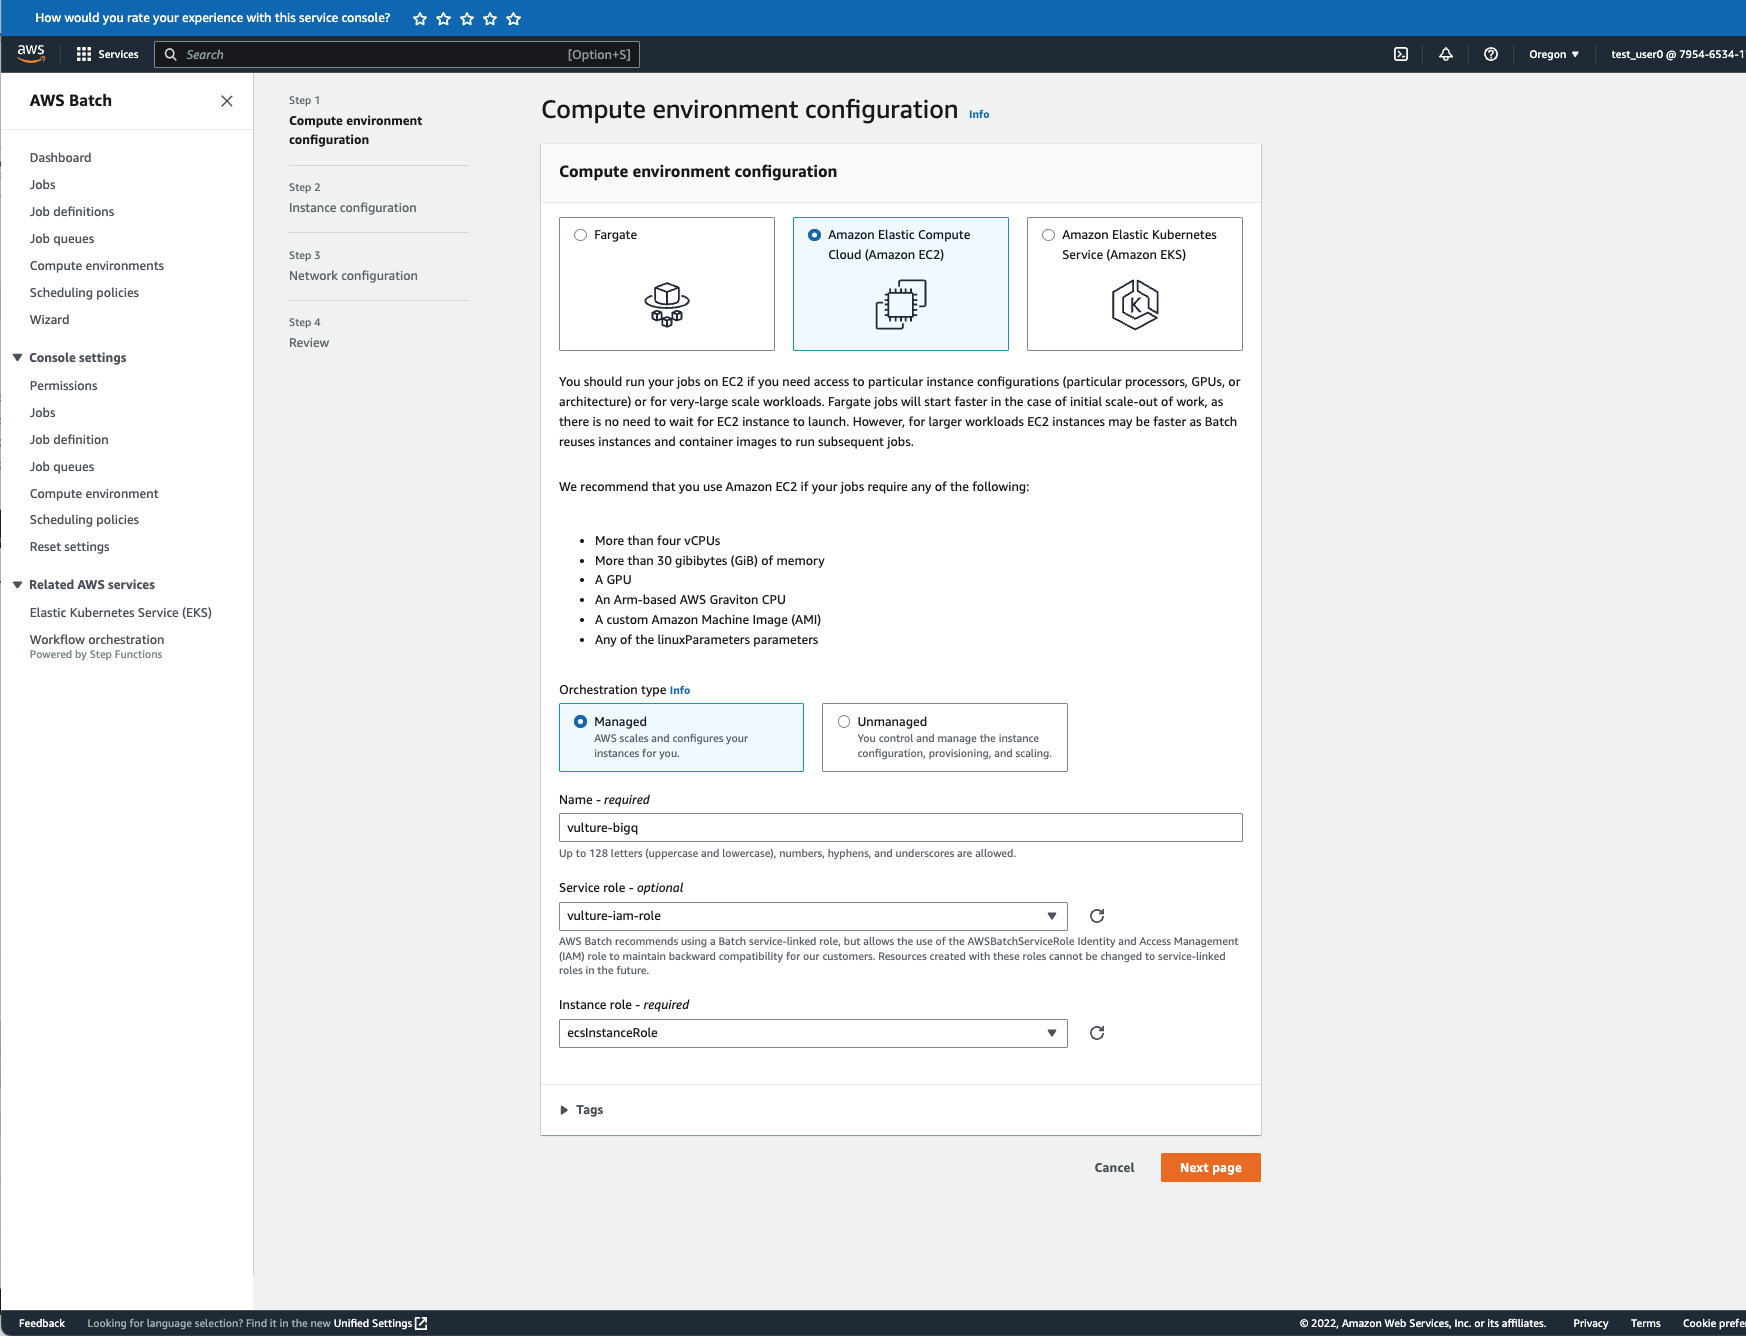 How would you rate your experience with this service console?
aws
Services
Search
[Option+S]
Oregon
test_user0 @ 7954-6534-1
AWS Batch
Dashboard
Jobs
Job definitions
Job queues
Compute environments
Scheduling policies
Wizard
Console settings
Permissions
Jobs
Job definition
Job queues
Compute environment
Scheduling policies
Reset settings
Related AWS services
Elastic Kubernetes Service (EKS)
Workflow orchestration
Powered by Step Functions
Step 1
Compute environment
configuration
Step 2
Instance configuration
Step 3
Network configuration
Step 4
Review
Compute environment configuration Info
Compute environment configuration
Fargate
Amazon Elastic Compute
Cloud (Amazon EC2)
Amazon Elastic Kubernetes
Service (Amazon EKS)
K
You should run your jobs on EC2 if you need access to particular instance configurations (particular processors, GPUs, or
architecture) or for very-large scale workloads. Fargate jobs will start faster in the case of initial scale-out of work, as
there is no need to wait for EC2 instance to launch. However, for larger workloads EC2 instances may be faster as Batch
reuses instances and container images to run subsequent jobs.
We recommend that you use Amazon EC2 if your jobs require any of the following:
• More than four vCPUs
• More than 30 gibibytes (GiB) of memory
• A GPU
• An Arm-based AWS Graviton CPU
• A custom Amazon Machine Image (AMI)
• Any of the linuxParameters parameters
Orchestration type Info
Managed
AWS scales and configures your
instances for you.
Unmanaged
You control and manage the instance
configuration, provisioning, and scaling.
Name - required
vulture-bigq
Up to 128 letters (uppercase and lowercase), numbers, hyphens, and underscores are allowed.
Service role - optional
vulture-iam-role
AWS Batch recommends using a Batch service-linked role, but allows the use of the AWSBatchServiceRole Identity and Access Management
(IAM) role to maintain backward compatibility for our customers. Resources created with these roles cannot be changed to service-linked
roles in the future.
Instance role - required
ecsInstanceRole
Tags
Cancel
Next page
Feedback
Looking for language selection? Find it in the new Unified Settings
© 2022, Amazon Web Services, Inc. or its affiliates.
Privacy
Terms
Cookie prefe